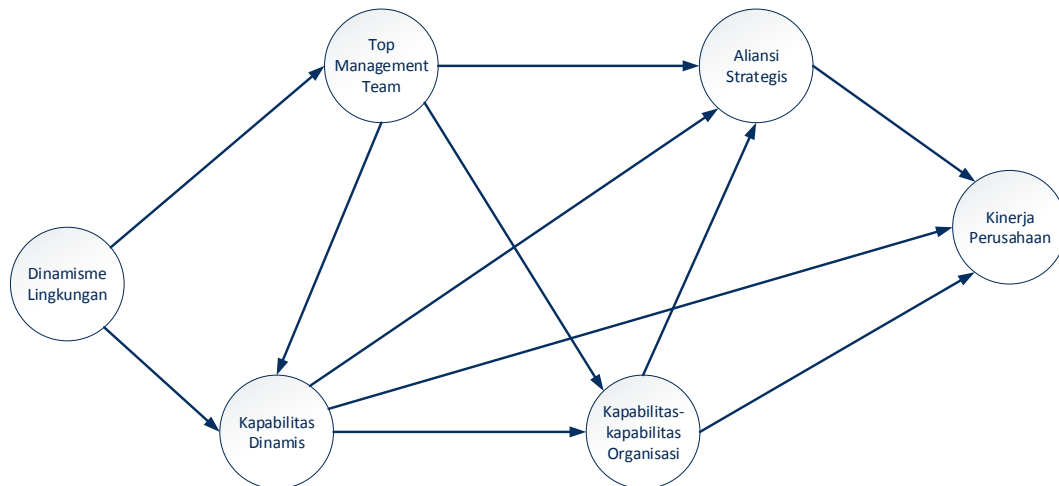 Top
Management
Team
Aliansi
Strategis
Kinerja
Perusahaan
Dinamisme
Lingkungan
Kapabilitas
Dinamis
Kapabilitas-
kapabilitas
Organisasi